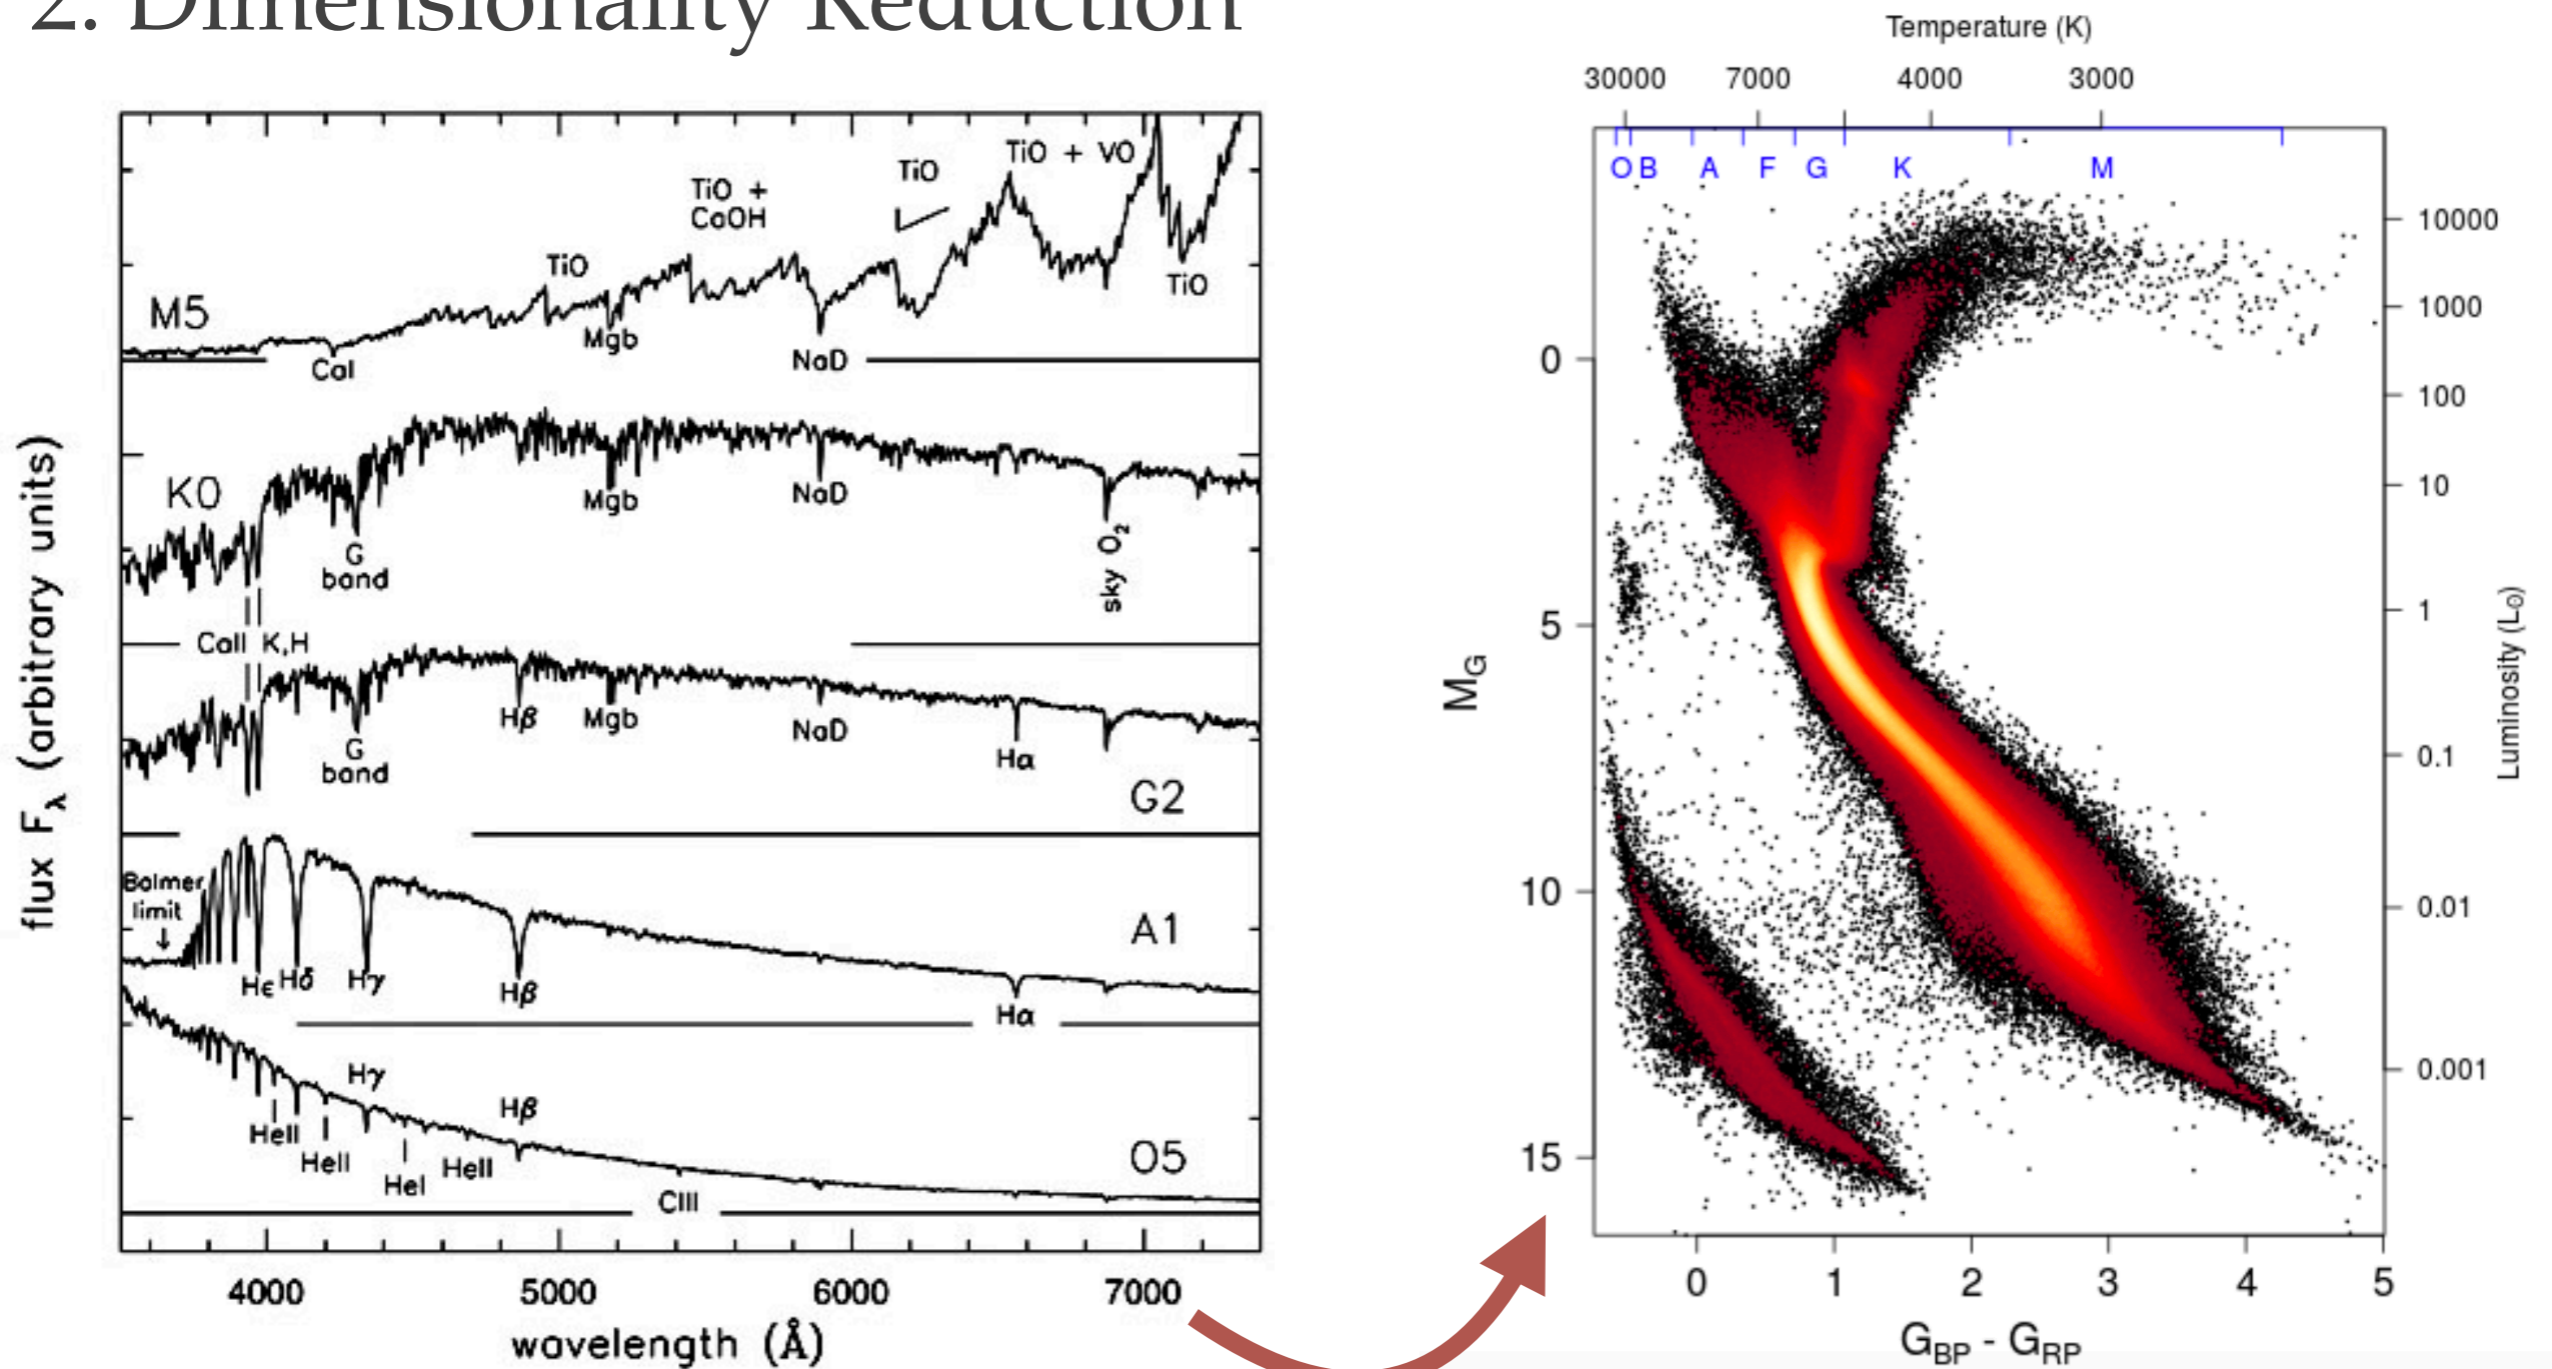 2. Dimensionality Reduction
flux Fλ (arbitrary units)
M5
CaI
TiO
Mgb
TiO +
CaOH
NaD
TiO
TiO + VO
TiO
K0
G
band
Mgb
NaD
sky O₂
CaII K,H
G
band
Hβ
Mgb
NaD
Hα
G2
Balmer
limit
Hϵ
Hδ
Hγ
Hβ
Hα
A1
HeII
HeII
Hγ
HeI
HeII
Hβ
CIII
O5
4000 5000 6000 7000
wavelength (Å)
Temperature (K)
30000 7000 4000 3000
O B A F G K M
M_G
0
5
10
15
10000
1000
100
10
1
0.1
0.01
0.001
Luminosity (L⊙)
0 1 2 3 4 5
G_BP - G_RP